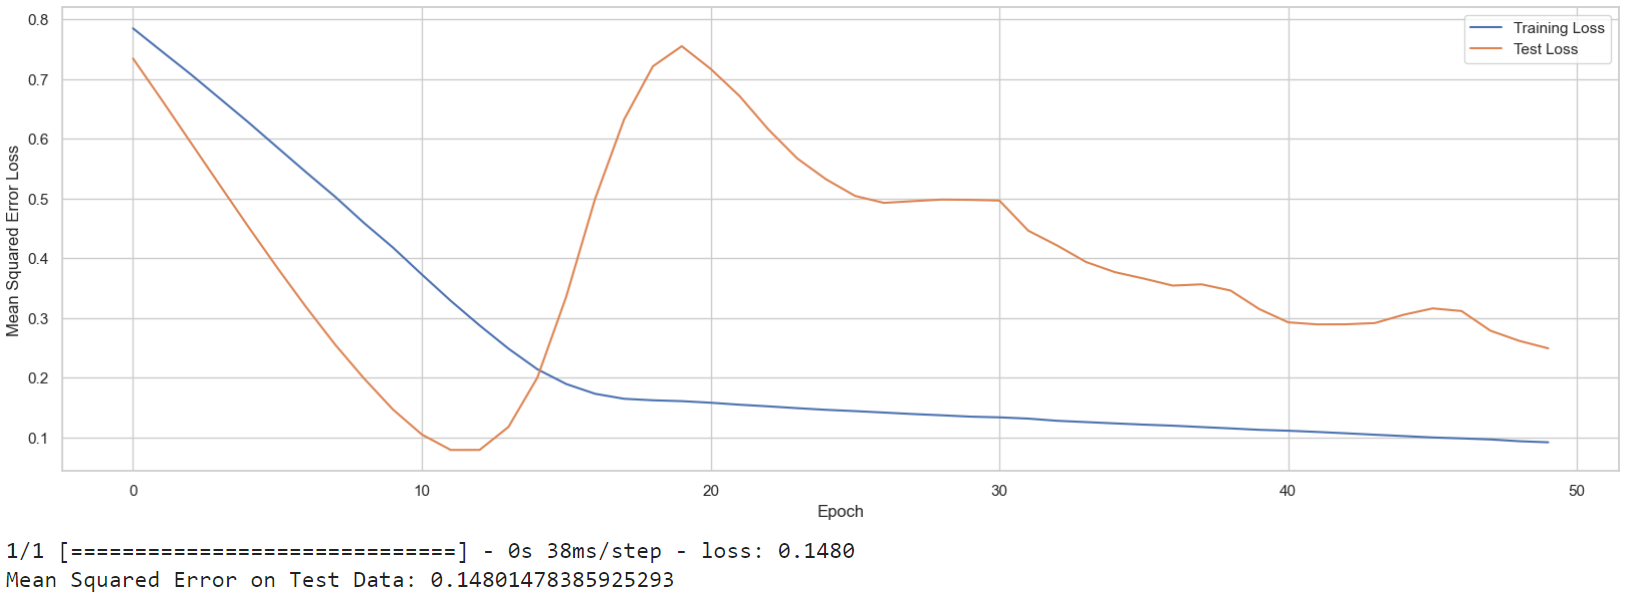 Mean Squared Error Loss
0.8
0.7
0.6
0.5
0.4
0.3
0.2
0.1
Training Loss
Test Loss
0 10 20 30 40 50
Epoch
1/1 [==============================] - 0s 38ms/step - loss: 0.1480
Mean Squared Error on Test Data: 0.14801478385925293